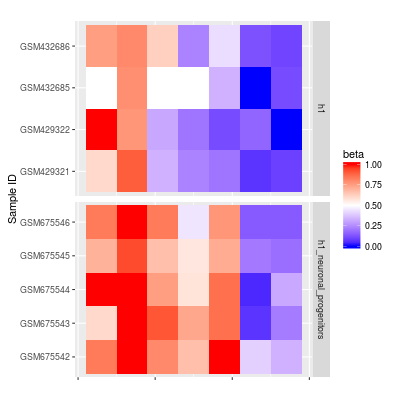 GSM432686
GSM432685
GSM429322
GSM429321
h1
GSM675546
GSM675545
GSM675544
GSM675543
GSM675542
h1_neuronal_progenitors
Sample ID
beta
1.00
0.75
0.50
0.25
0.00